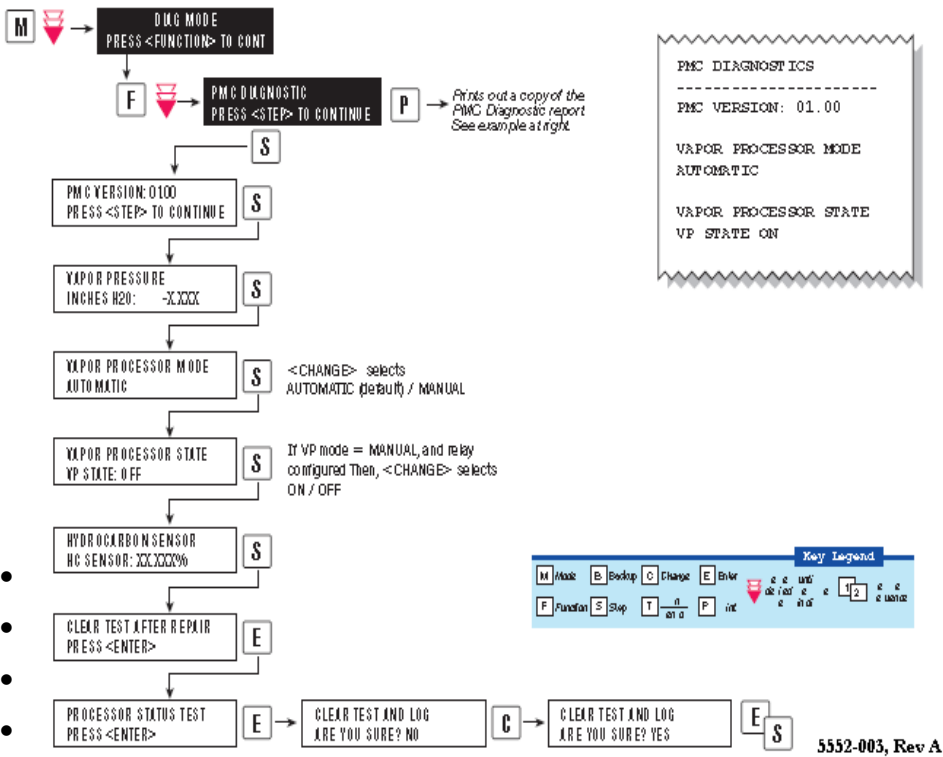 M
DIAG MODE
PRESS <FUNCTION> TO CONT
F
PMC DIAGNOSTIC
PRESS <STEP> TO CONTINUE
P
Prints out a copy of the
PMC Diagnostic report
See example at right.
S
PMC VERSION: 01.00
PRESS <STEP> TO CONTINUE
S
VAPOR PRESSURE
INCHES H20: -X.XXX
S
VAPOR PROCESSOR MODE
AUTOMATIC
S
<CHANGE> selects
AUTOMATIC (default) / MANUAL
VAPOR PROCESSOR STATE
VP STATE: OFF
S
If VP mode = MANUAL, and relay
configured Then, <CHANGE> selects
ON / OFF
HYDROCARBON SENSOR
HC SENSOR: XX.XXX%
S
CLEAR TEST AFTER REPAIR
PRESS <ENTER>
E
PROCESSOR STATUS TEST
PRESS <ENTER>
E
CLEAR TEST AND LOG
ARE YOU SURE? NO
C
CLEAR TEST AND LOG
ARE YOU SURE? YES
E
S
PMC DIAGNOSTICS
-----------------------
PMC VERSION: 01.00
VAPOR PROCESSOR MODE
AUTOMATIC
VAPOR PROCESSOR STATE
VP STATE ON
Key Legend
M Mode B Backup C Change E Enter
F Function S Step T P
1 2
5552-003, Rev A